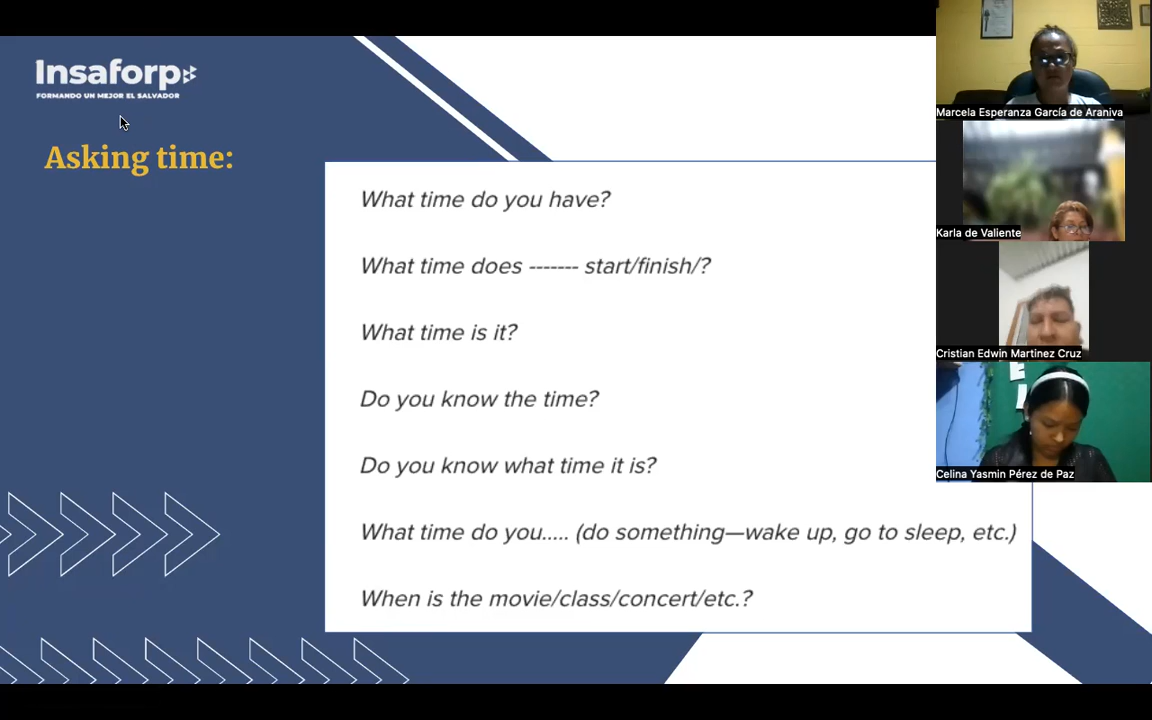 Insaforp
FORMANDO UN MEJOR EL SALVADOR
Asking time:
What time do you have?
What time does ------- start/finish/?
What time is it?
Do you know the time?
Do you know what time it is?
What time do you..... (do something—wake up, go to sleep, etc.)
When is the movie/class/concert/etc.?
Marcela Esperanza García de Araniva
Karla de Valiente
Cristian Edwin Martinez Cruz
Celina Yasmin Pérez de Paz